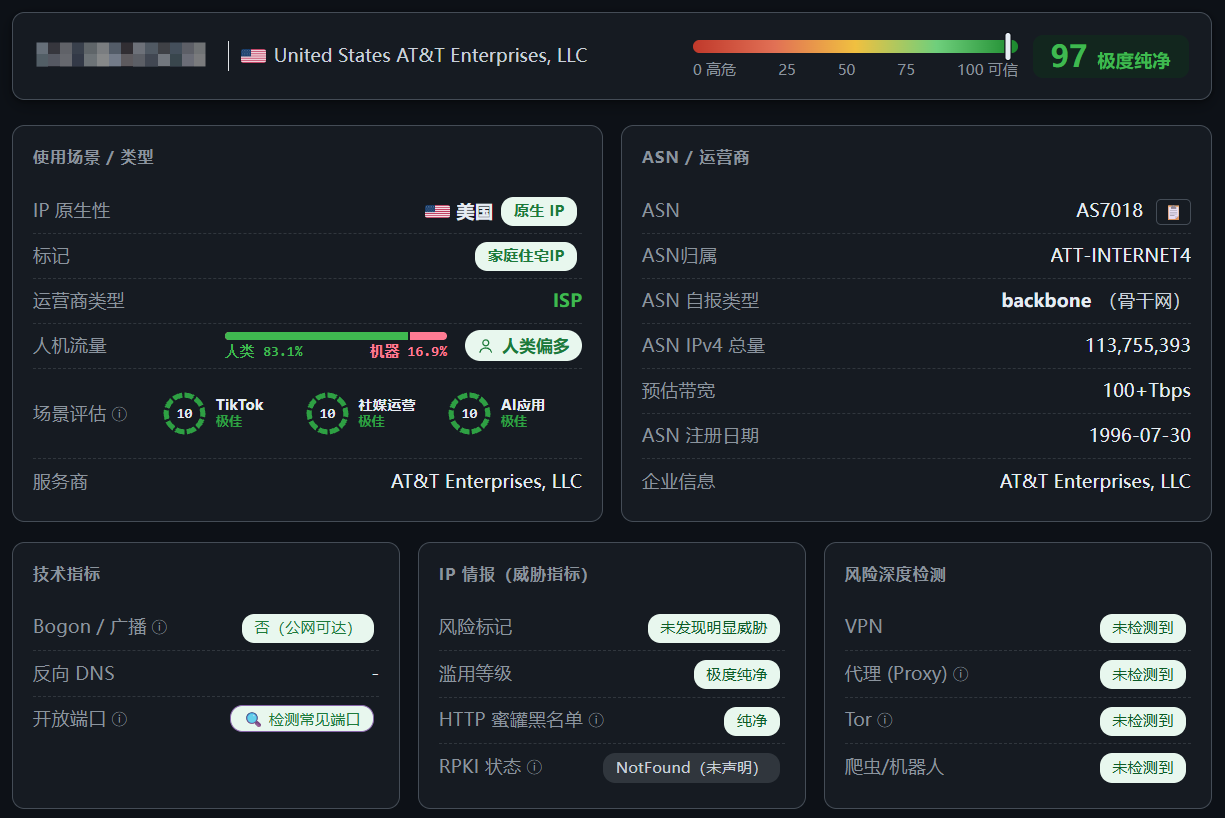 United States AT&T Enterprises, LLC
0 高危 25 50 75 100 可信
97 极度纯净
使用场景 / 类型
IP 原生性 美国 原生 IP
标记 家庭住宅IP
运营商类型 ISP
人机流量 人类 83.1% 机器 16.9% 人类偏多
场景评估 10 TikTok 极佳 10 社媒运营 极佳 10 AI应用 极佳
服务商 AT&T Enterprises, LLC
ASN / 运营商
ASN AS7018
ASN归属 ATT-INTERNET4
ASN 自报类型 backbone （骨干网）
ASN IPv4 总量 113,755,393
预估带宽 100+Tbps
ASN 注册日期 1996-07-30
企业信息 AT&T Enterprises, LLC
技术指标
Bogon / 广播 否（公网可达）
反向 DNS -
开放端口 检测常见端口
IP 情报（威胁指标）
风险标记 未发现明显威胁
滥用等级 极度纯净
HTTP 蜜罐黑名单 纯净
RPKI 状态 NotFound（未声明）
风险深度检测
VPN 未检测到
代理 (Proxy) 未检测到
Tor 未检测到
爬虫/机器人 未检测到